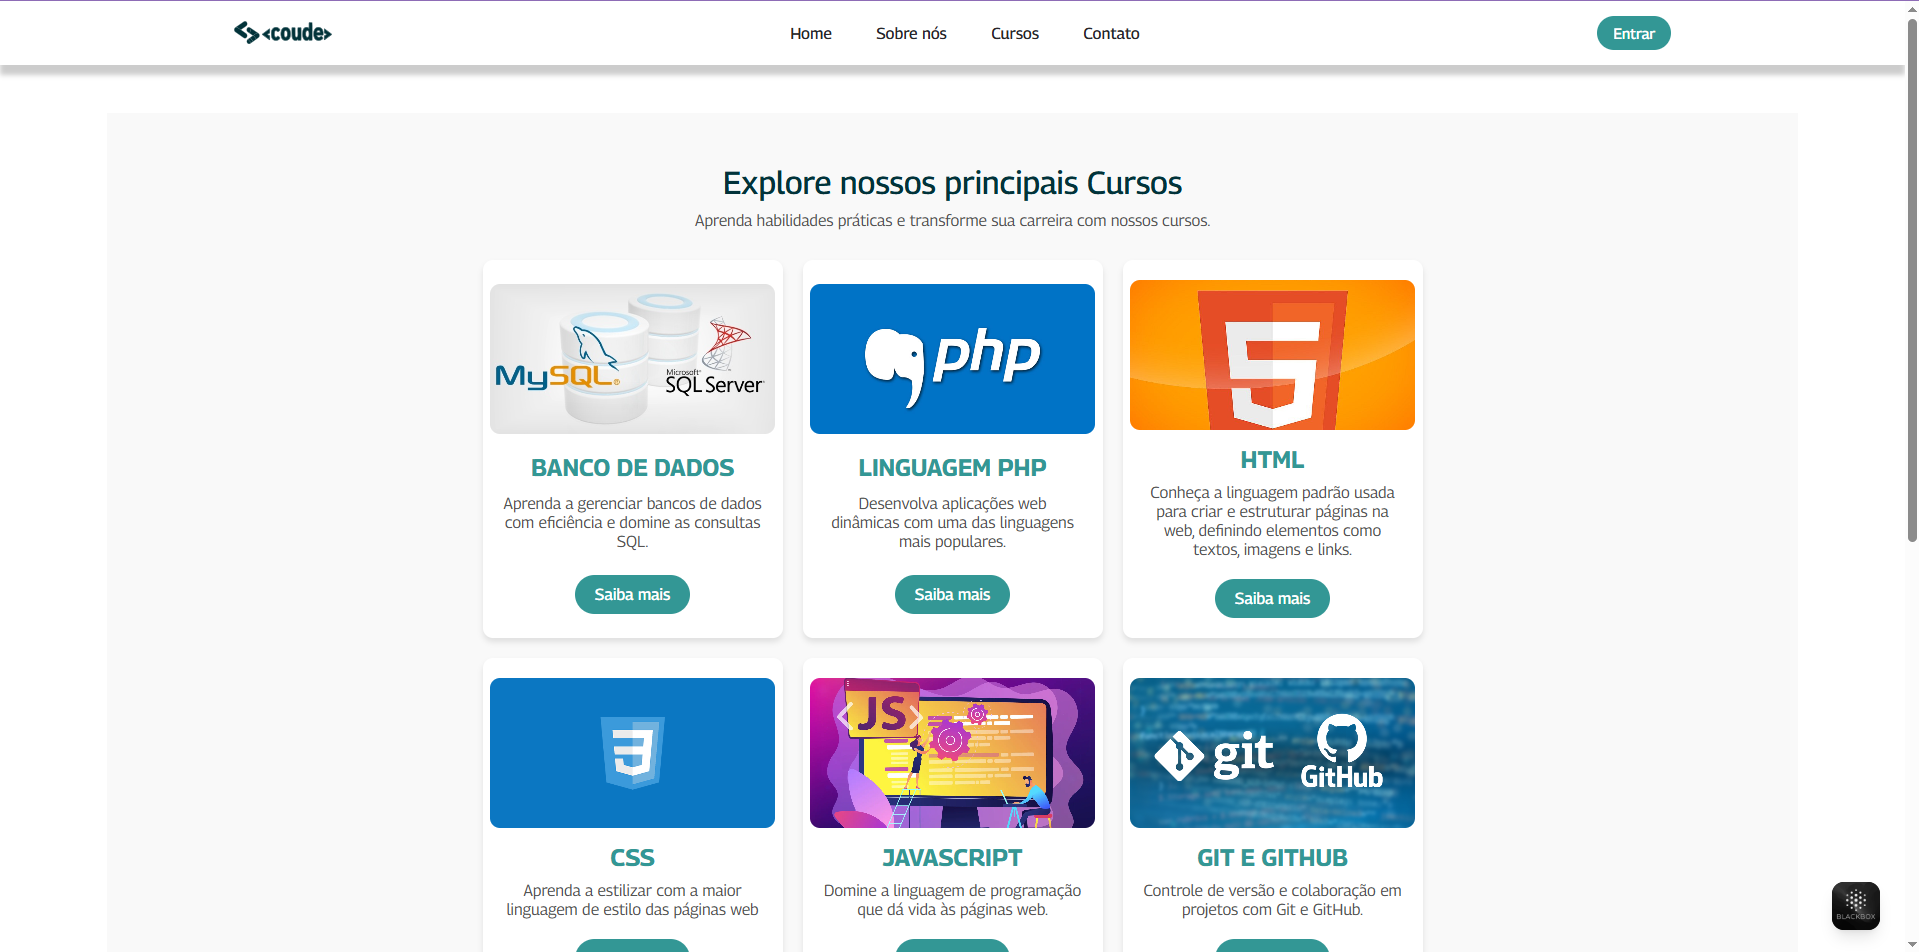 <coude>
Home
Sobre nós
Cursos
Contato
Entrar
Explore nossos principais Cursos
Aprenda habilidades práticas e transforme sua carreira com nossos cursos.
MySQL®
Microsoft®
SQL Server®
php
BANCO DE DADOS
Aprenda a gerenciar bancos de dados
com eficiência e domine as consultas
SQL.
Saiba mais
LINGUAGEM PHP
Desenvolva aplicações web
dinâmicas com uma das linguagens
mais populares.
Saiba mais
HTML
Conheça a linguagem padrão usada
para criar e estruturar páginas na
web, definindo elementos como
textos, imagens e links.
Saiba mais
JS
git
GitHub
CSS
Aprenda a estilizar com a maior
linguagem de estilo das páginas web
JAVASCRIPT
Domine a linguagem de programação
que dá vida às páginas web.
GIT E GITHUB
Controle de versão e colaboração em
projetos com Git e GitHub.
BLACKBOX